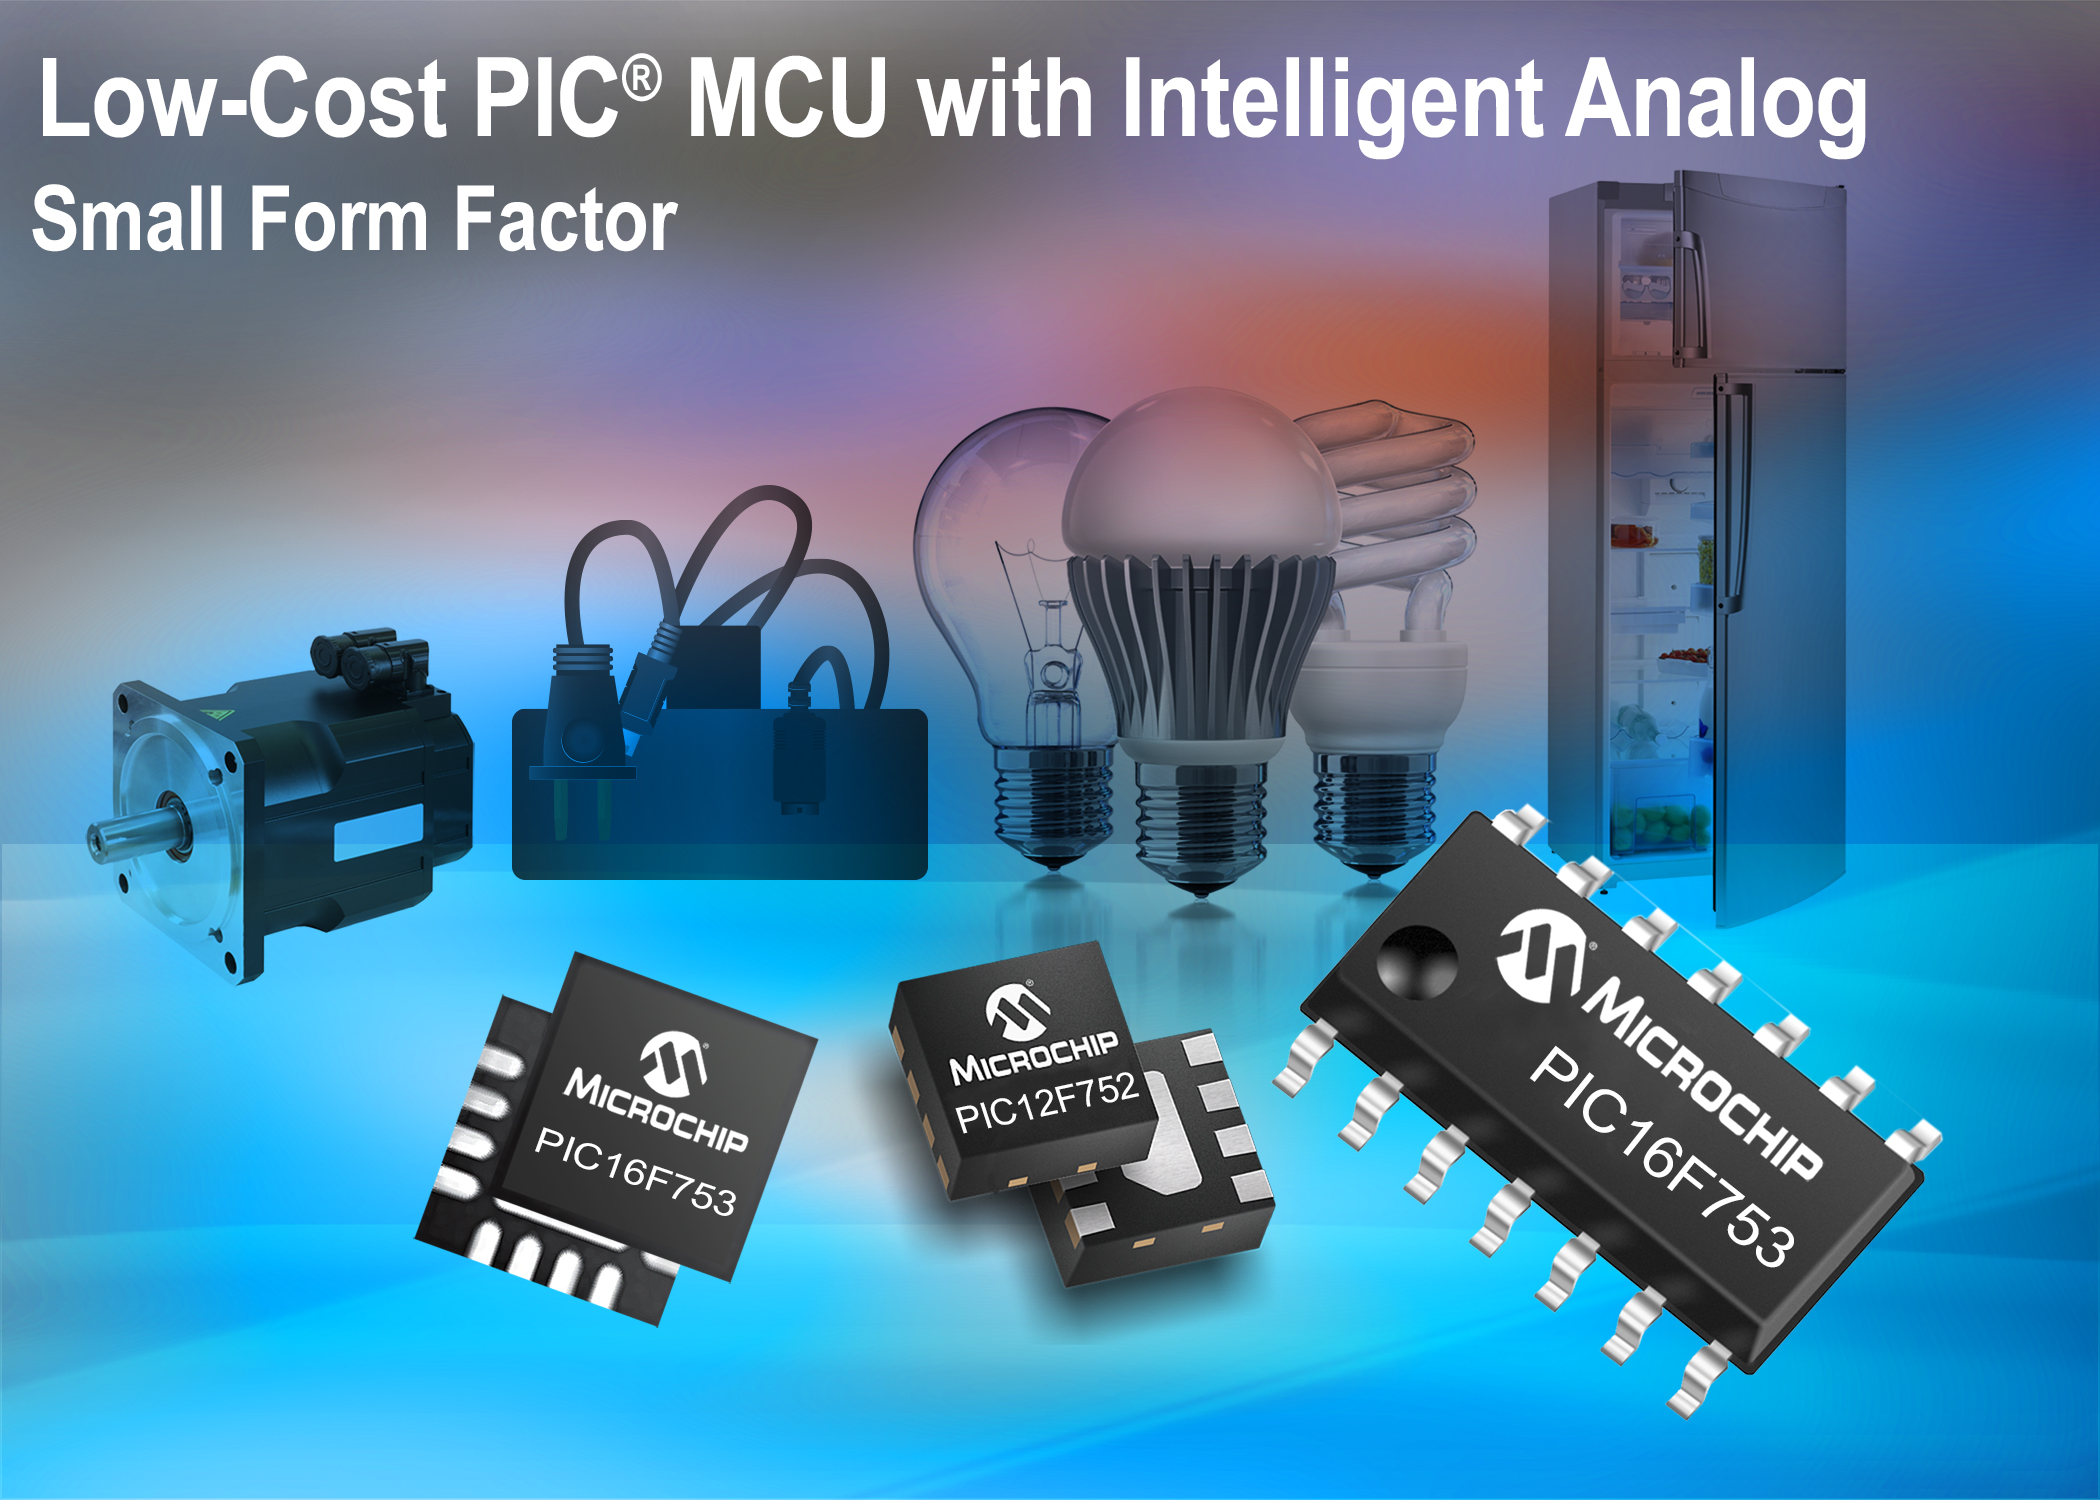 Low-Cost PIC® MCU with Intelligent Analog
Small Form Factor
MICROCHIP
PIC16F753
MICROCHIP
PIC12F752
MICROCHIP
PIC16F753